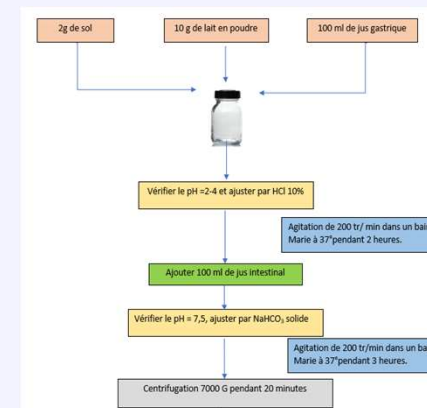 2g de sol
10 g de lait en poudre
100 ml de jus gastrique
Vérifier le pH =2-4 et ajuster par HCl 10%
Agitation de 200 tr/ min dans un bain
Marie à 37°pendant 2 heures.
Ajouter 100 ml de jus intestinal
Vérifier le pH = 7,5, ajuster par NaHCO₃ solide
Agitation de 200 tr/min dans un ba
Marie à 37°pendant 3 heures.
Centrifugation 7000 G pendant 20 minutes